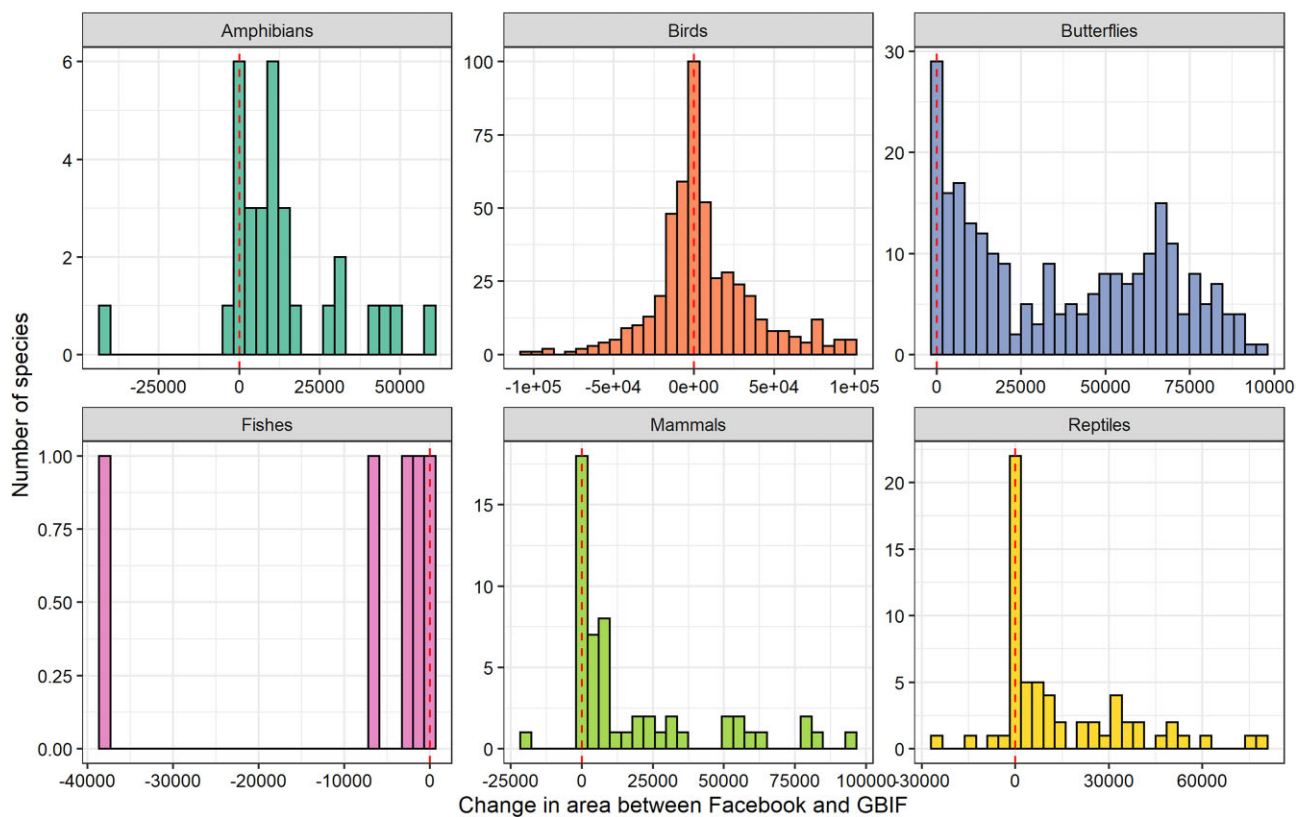 Amphibians Birds Butterflies
6 4 2 0
-25000 0 25000 50000
100 75 50 25 0
-1e+05 -5e+04 0e+00 5e+04 1e+05
30 20 10 0
0 25000 50000 75000 10000
Number of species
Fishes Mammals Reptiles
1.00 0.75 0.50 0.25 0.00
-40000 -30000 -20000 -10000 0
15 10 5 0
-25000 0 25000 50000 75000 100000
20 15 10 5 0
-30000 0 30000 60000
Change in area between Facebook and GBIF